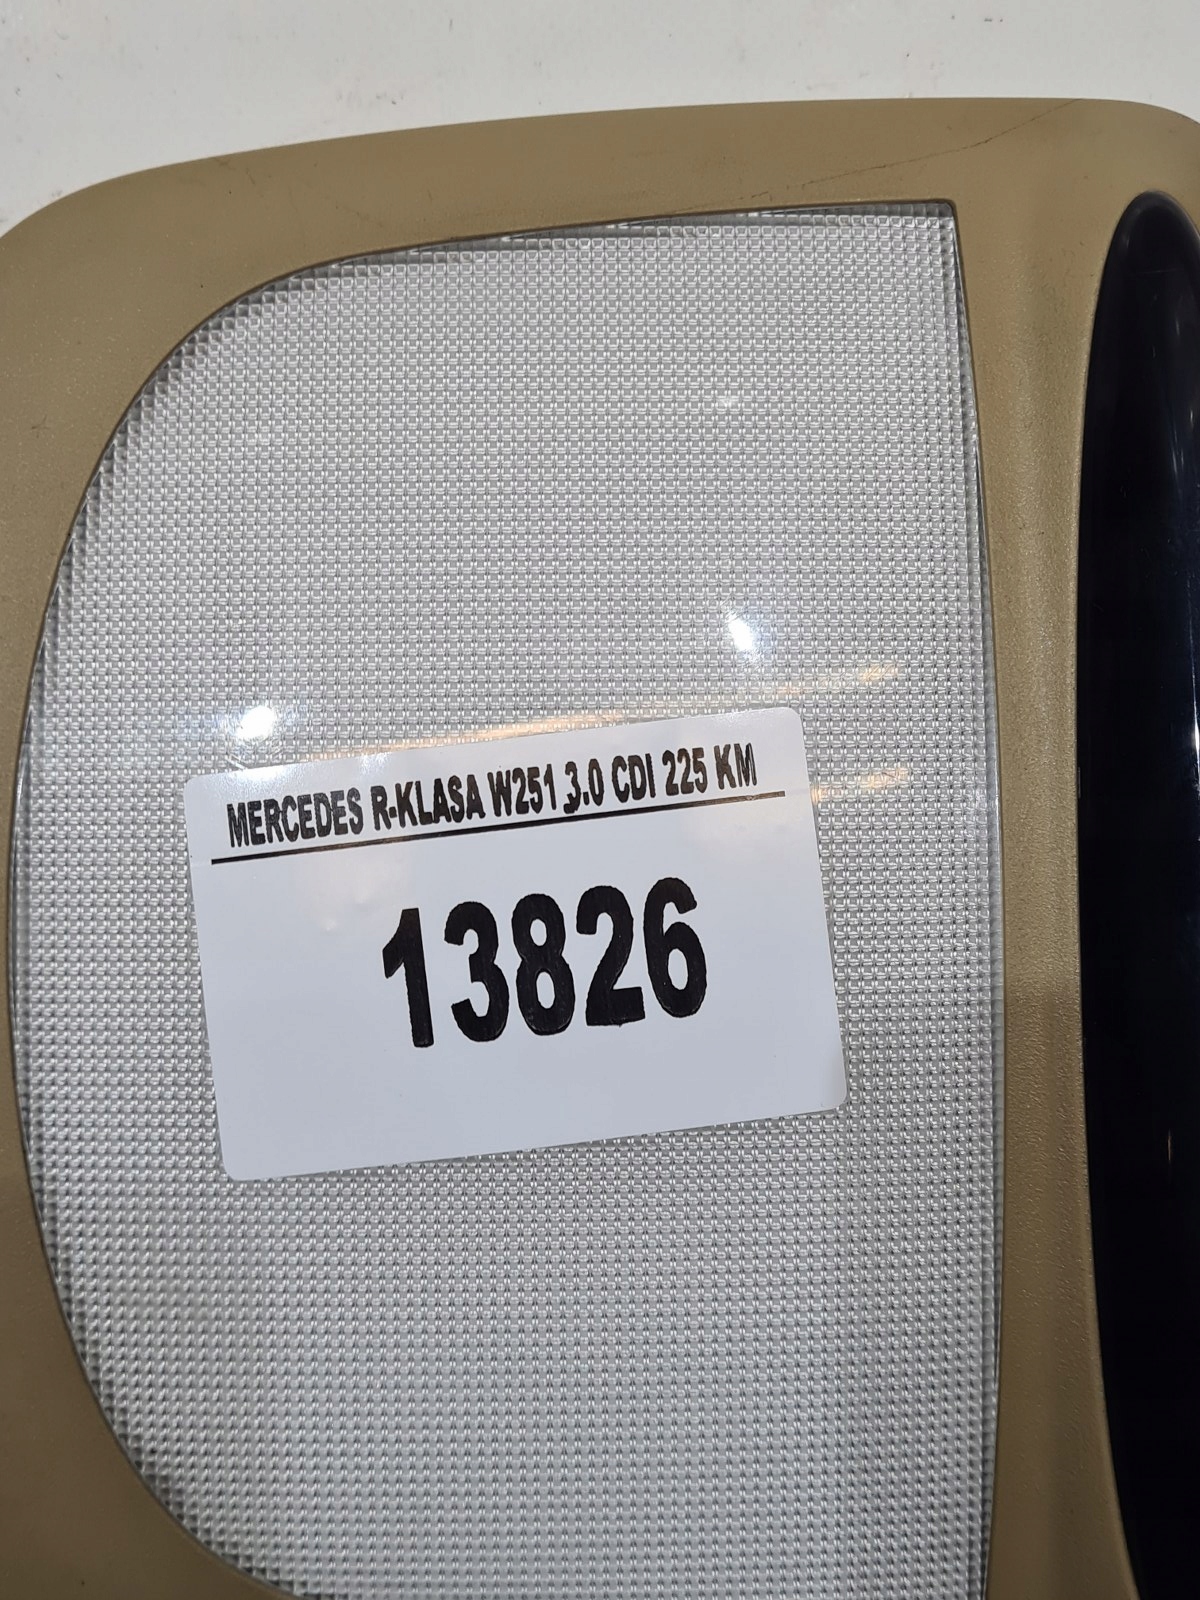 MERCEDES R-KLASA W251 3.0 CDI 225 KM
13826